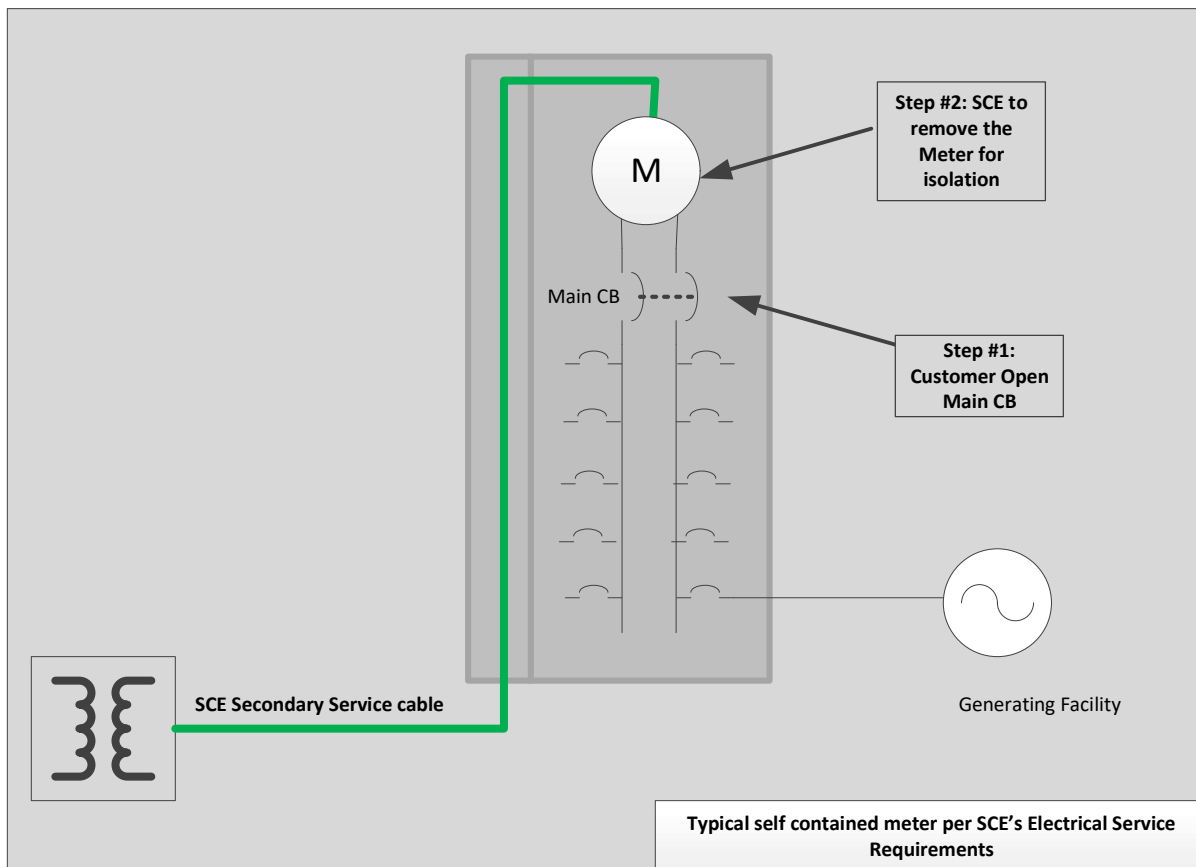 Step #2: SCE to
remove the
Meter for
isolation
M
Main CB
Step #1:
Customer Open
Main CB
SCE Secondary Service cable
Generating Facility
Typical self contained meter per SCE’s Electrical Service
Requirements